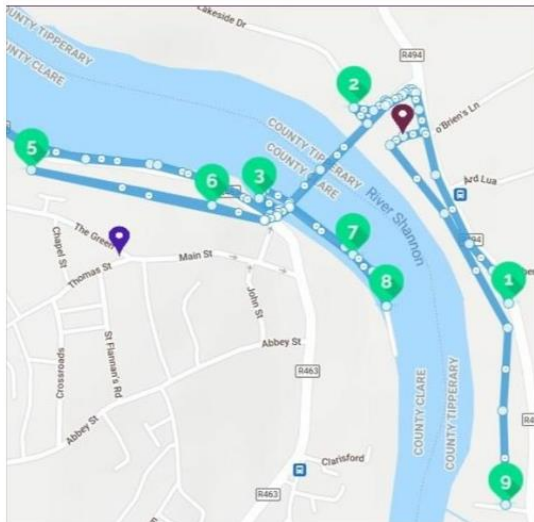 Lakeside Dr
COUNTY TIPPERARY
COUNTY CLARE
R494
2
o'Brien's Ln
COUNTY TIPPERARY
COUNTY CLARE
5
6
3
River Shannon
Ard Lua
7
The Green
Main St
Chapel St
Thomas St
8
1
John St
St Flannan's Rd
Abbey St
Crossroads
R463
COUNTY CLARE
COUNTY TIPPERARY
Abbey St
Clarisford
R463
9